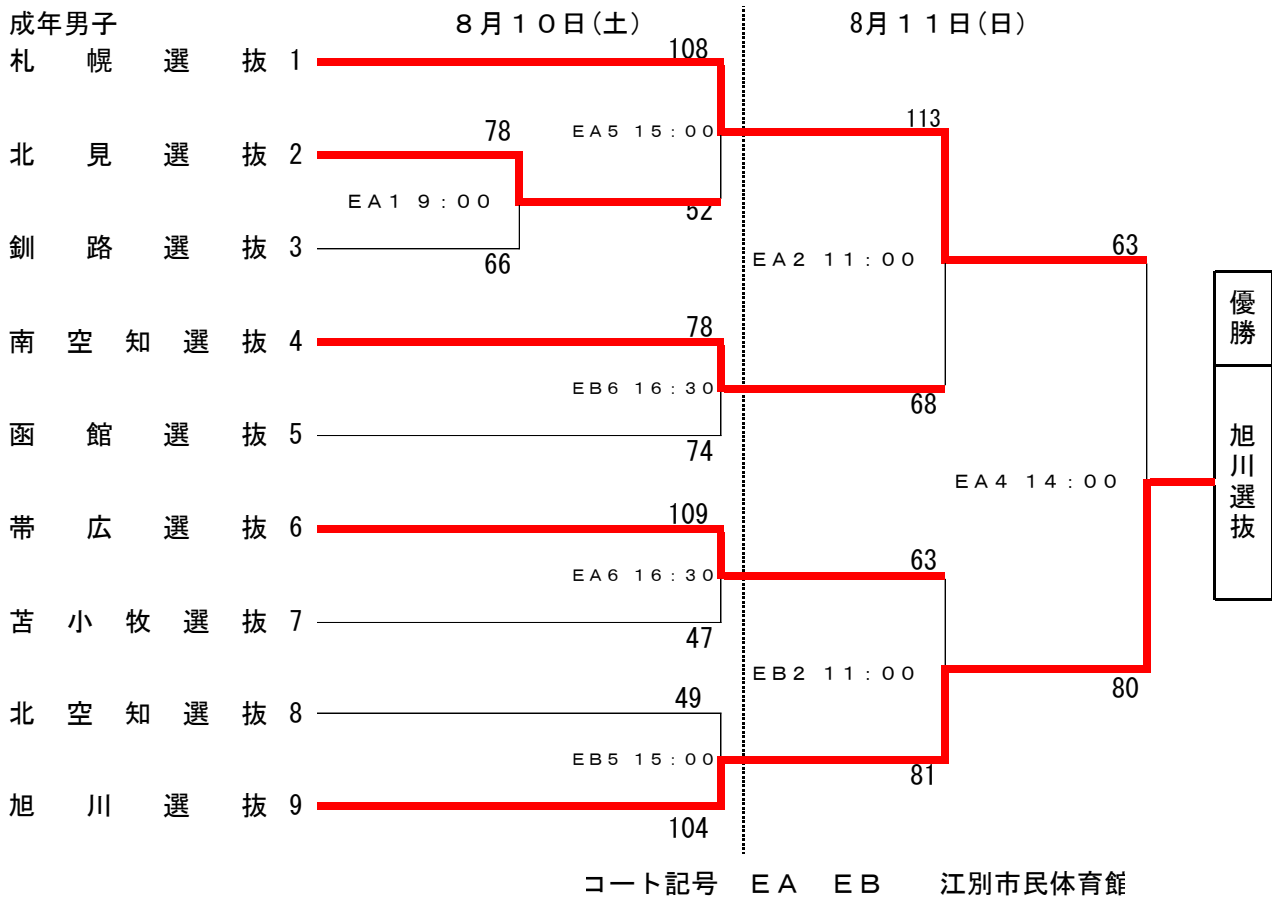 成年男子 ８月１０日(土) 8月１１日(日)
札幌選抜 1 108
EA5 15:00 113
北見選抜 2 78
EA1 9:00 52
釧路選抜 3 66
EA2 11:00 63
南空知選抜 4 78
EB6 16:30 68
函館選抜 5 74
EA4 14:00
優勝
旭川選抜
帯広選抜 6 109
EA6 16:30 63
苫小牧選抜 7 47
EB2 11:00 80
北空知選抜 8 49
EB5 15:00 81
旭川選抜 9 104
コート記号 ＥＡ ＥＢ 江別市民体育館